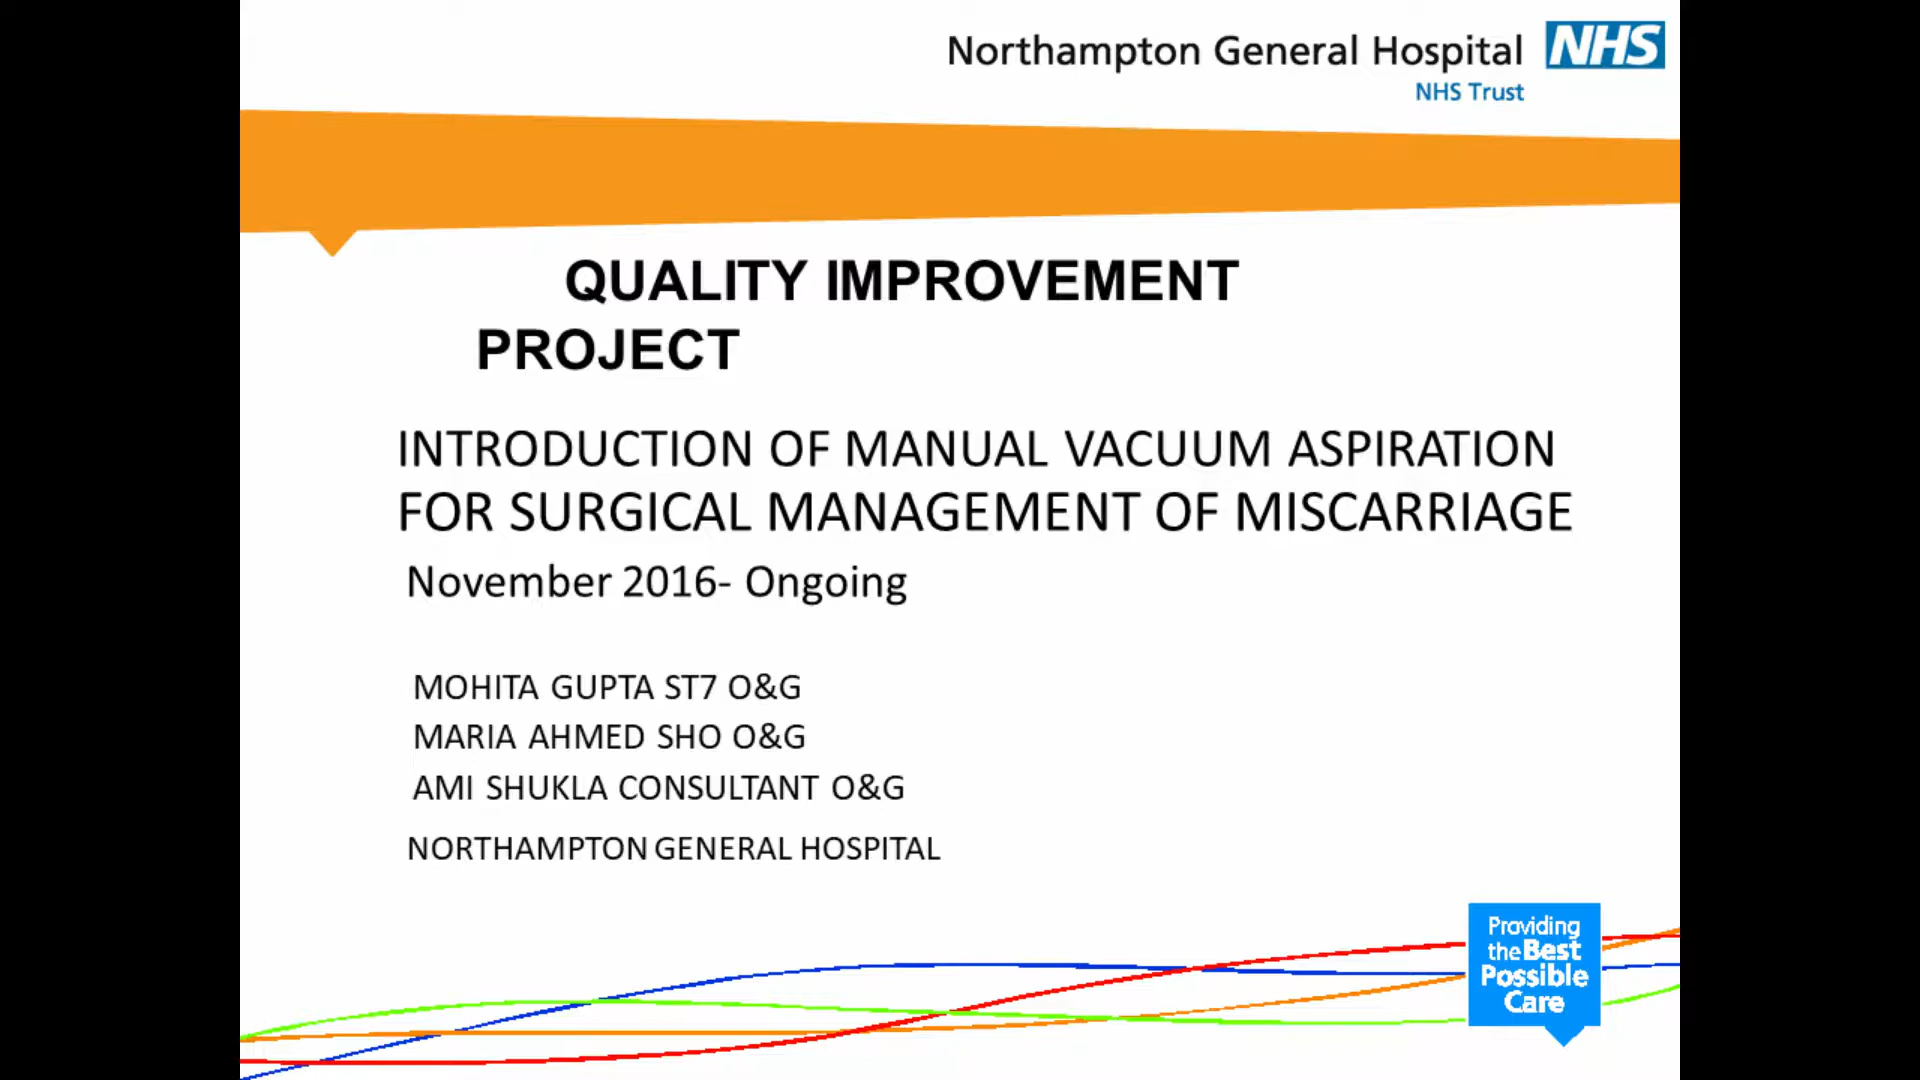 Northampton General Hospital NHS
NHS Trust
QUALITY IMPROVEMENT
PROJECT
INTRODUCTION OF MANUAL VACUUM ASPIRATION
FOR SURGICAL MANAGEMENT OF MISCARRIAGE
November 2016- Ongoing
MOHITA GUPTA ST7 O&G
MARIA AHMED SHO O&G
AMI SHUKLA CONSULTANT O&G
NORTHAMPTON GENERAL HOSPITAL
Providing
the Best
Possible
Care